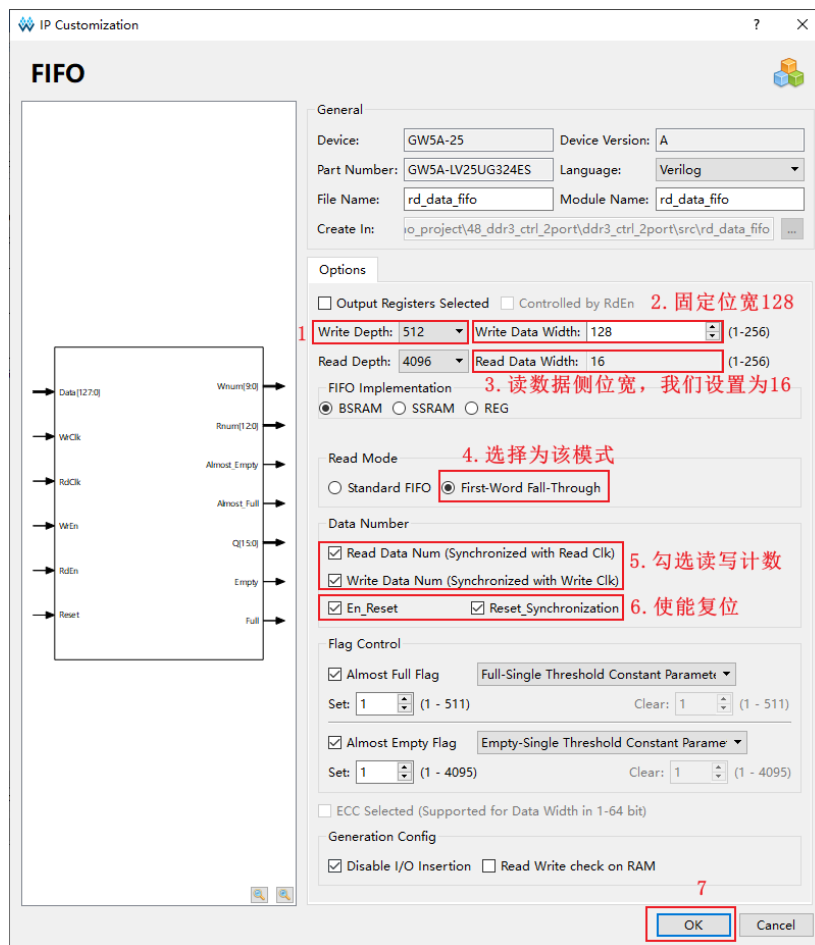 IP Customization
FIFO
General
Device: GW5A-25 Device Version: A
Part Number: GW5A-LV25UG324ES Language: Verilog
File Name: rd_data_fifo Module Name: rd_data_fifo
Create In: ıo_project\48_ddr3_ctrl_2port\ddr3_ctrl_2port\src\rd_data_fifo ...
Options
Output Registers Selected Controlled by RdEn 2. 固定位宽128
1 Write Depth: 512 Write Data Width: 128 (1-256)
Read Depth: 4096 Read Data Width: 16 (1-256)
3. 读数据侧位宽，我们设置为16
FIFO Implementation
BSRAM SSRAM REG
4. 选择为该模式
Read Mode
Standard FIFO First-Word Fall-Through
Data Number
Read Data Num (Synchronized with Read Clk)
5. 勾选读写计数
Write Data Num (Synchronized with Write Clk)
En_Reset Reset_Synchronization 6. 使能复位
Flag Control
Almost Full Flag Full-Single Threshold Constant Paramete
Set: 1 (1 - 511) Clear: 1 (1 - 511)
Almost Empty Flag Empty-Single Threshold Constant Parame
Set: 1 (1 - 4095) Clear: 1 (1 - 4095)
ECC Selected (Supported for Data Width in 1-64 bit)
Generation Config
Disable I/O Insertion Read Write check on RAM
7
OK Cancel
Data[127:0]
WrClk
RdClk
WrEn
RdEn
Reset
Wnum[9:0]
Rnum[12:0]
Almost_Empty
Almost_Full
Q[15:0]
Empty
Full